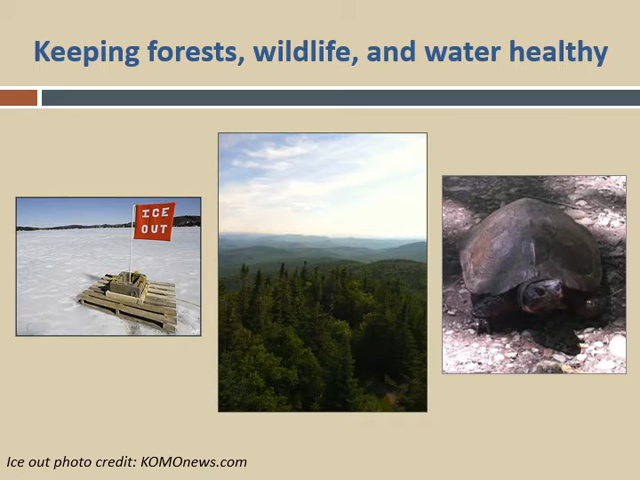 Keeping forests, wildlife, and water healthy
ICE
OUT
Ice out photo credit: KOMOnews.com